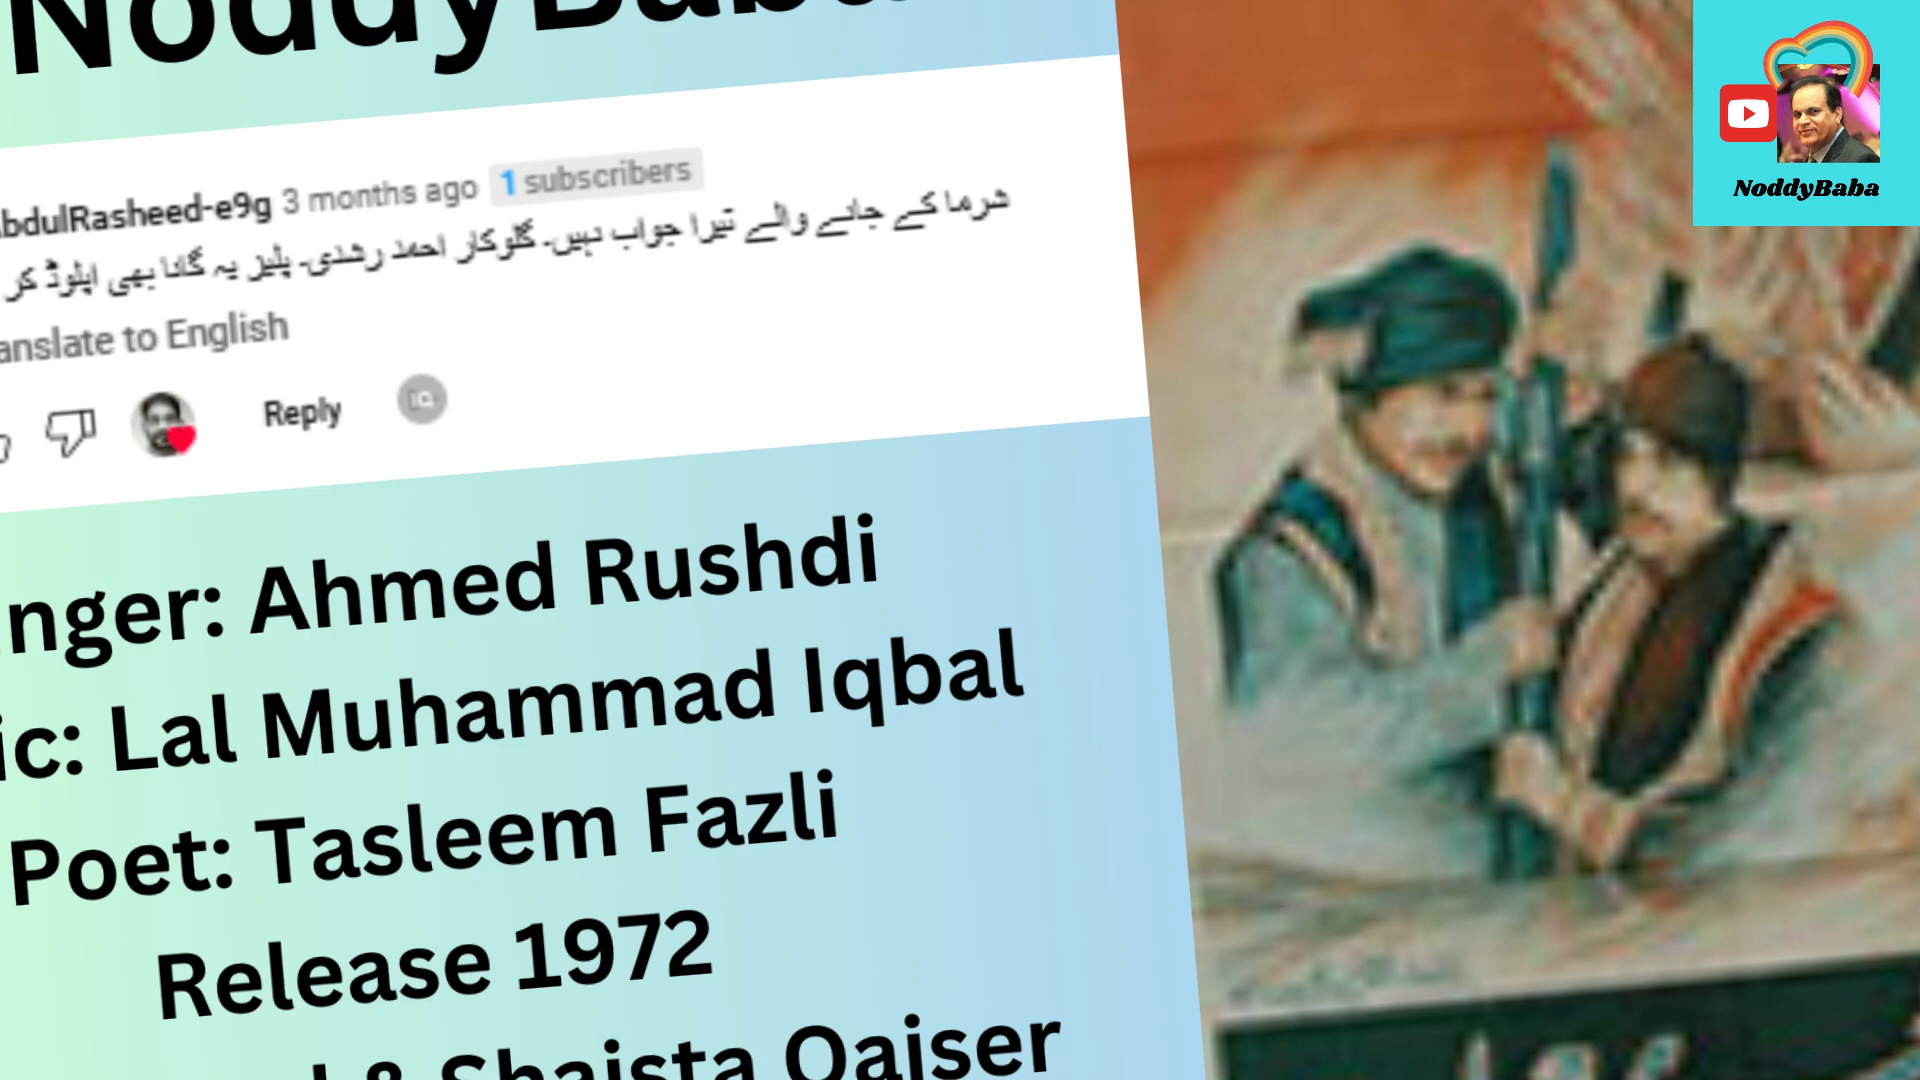 NoddyBaba
NoddyBaba
bdulRasheed-e9g 3 months ago 1 subscribers
شرما کے جانے والے تیرا جواب نہیں۔ گلوکار احمد رشدی۔ پلیز یہ گانا بھی اپلوڈ کر
anslate to English
Reply
nger: Ahmed Rushdi
ic: Lal Muhammad Iqbal
Poet: Tasleem Fazli
Release 1972
& Shaista Qaiser